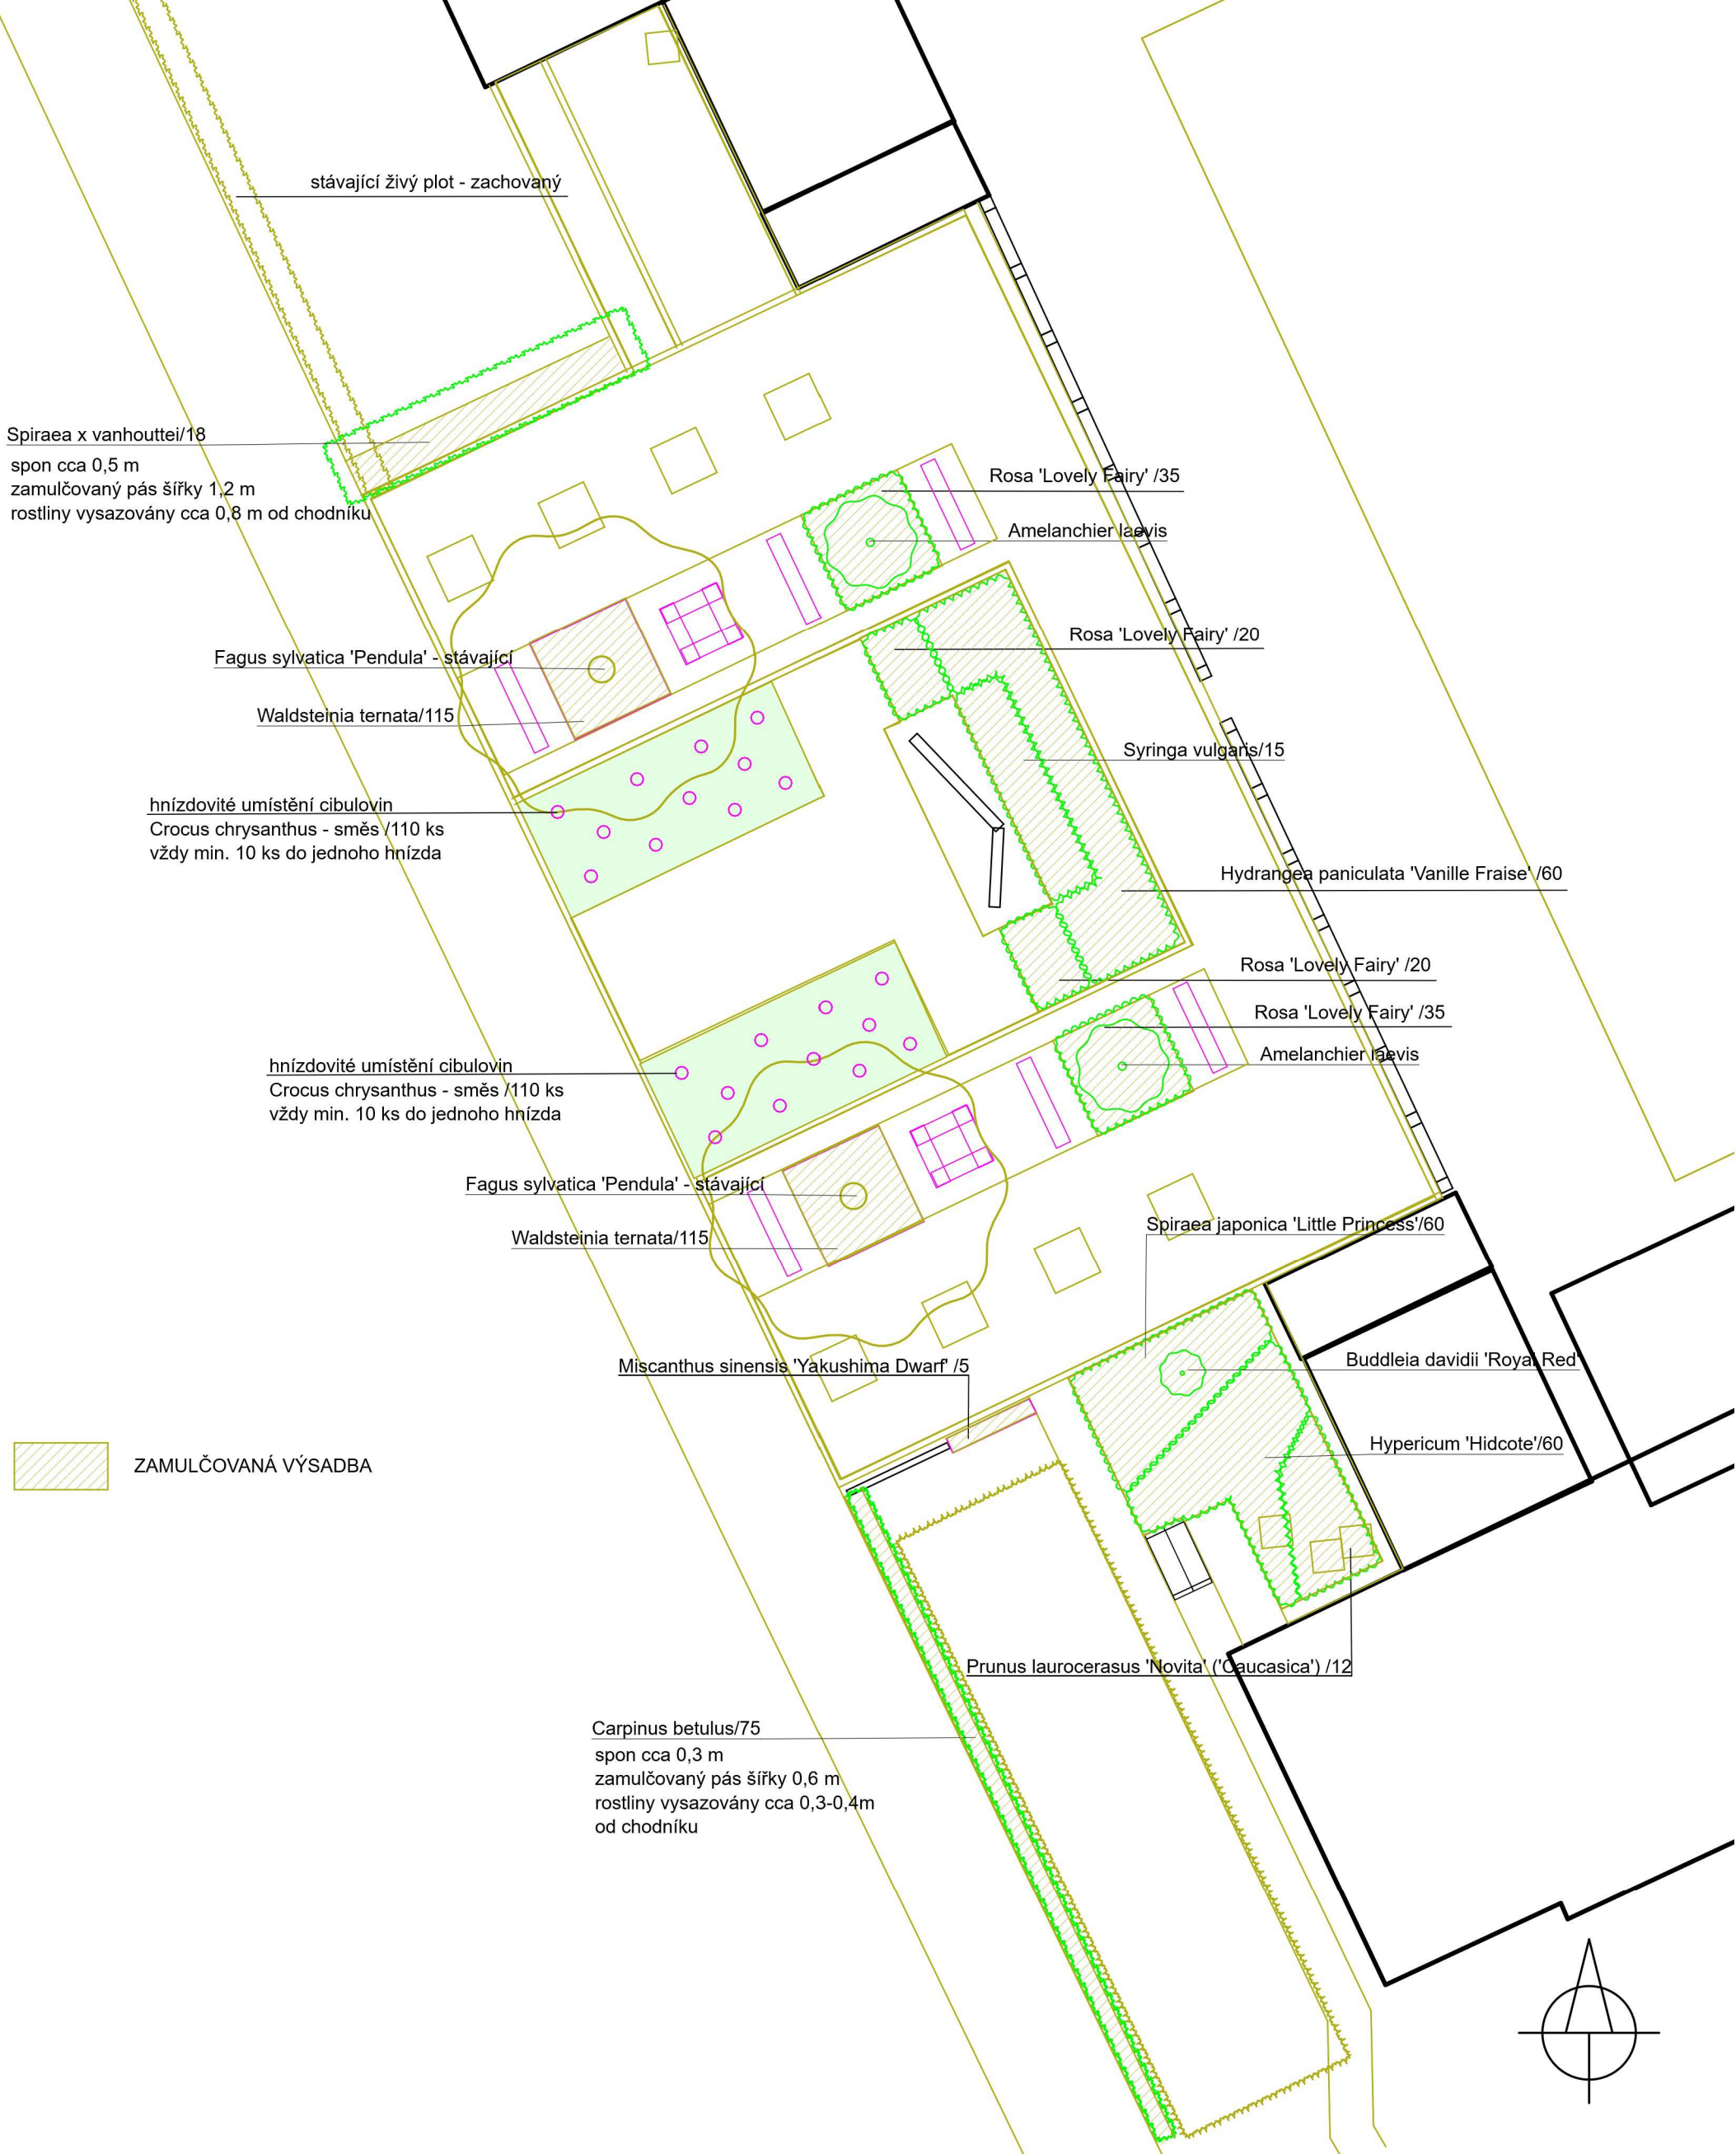 stávající živý plot - zachovaný
Spiraea x vanhouttei/18
spon cca 0,5 m
zamulčovaný pás šířky 1,2 m
rostliny vysazovány cca 0,8 m od chodníku
Rosa 'Lovely Fairy' /35
Amelanchier laevis
Rosa 'Lovely Fairy' /20
Fagus sylvatica 'Pendula' - stávající
Waldsteinia ternata/115
Syringa vulgaris/15
hnízdovité umístění cibulovin
Crocus chrysanthus - směs /110 ks
vždy min. 10 ks do jednoho hnízda
Hydrangea paniculata 'Vanille Fraise' /60
Rosa 'Lovely Fairy' /20
Rosa 'Lovely Fairy' /35
Amelanchier laevis
hnízdovité umístění cibulovin
Crocus chrysanthus - směs /110 ks
vždy min. 10 ks do jednoho hnízda
Fagus sylvatica 'Pendula' - stávající
Waldsteinia ternata/115
Spiraea japonica 'Little Princess'/60
Miscanthus sinensis 'Yakushima Dwarf' /5
Buddleia davidii 'Royal Red'
Hypericum 'Hidcote'/60
ZAMULČOVANÁ VÝSADBA
Prunus laurocerasus 'Novita' ('Caucasica') /12
Carpinus betulus/75
spon cca 0,3 m
zamulčovaný pás šířky 0,6 m
rostliny vysazovány cca 0,3-0,4m
od chodníku